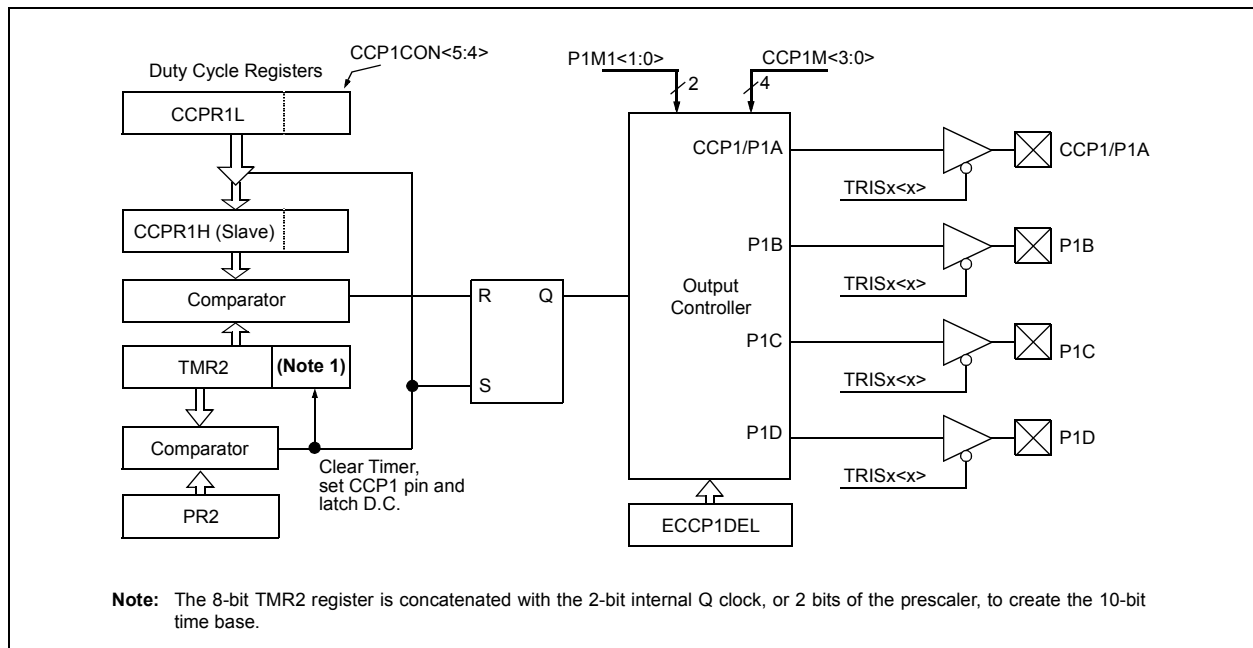 CCP1CON<5:4>
Duty Cycle Registers
CCPR1L
CCPR1H (Slave)
Comparator
TMR2
(Note 1)
Comparator
PR2
Clear Timer,
set CCP1 pin and
latch D.C.
R
Q
S
P1M1<1:0>
2
CCP1M<3:0>
4
Output
Controller
CCP1/P1A
P1B
P1C
P1D
ECCP1DEL
TRISx<x>
CCP1/P1A
TRISx<x>
P1B
TRISx<x>
P1C
TRISx<x>
P1D
Note: The 8-bit TMR2 register is concatenated with the 2-bit internal Q clock, or 2 bits of the prescaler, to create the 10-bit
time base.